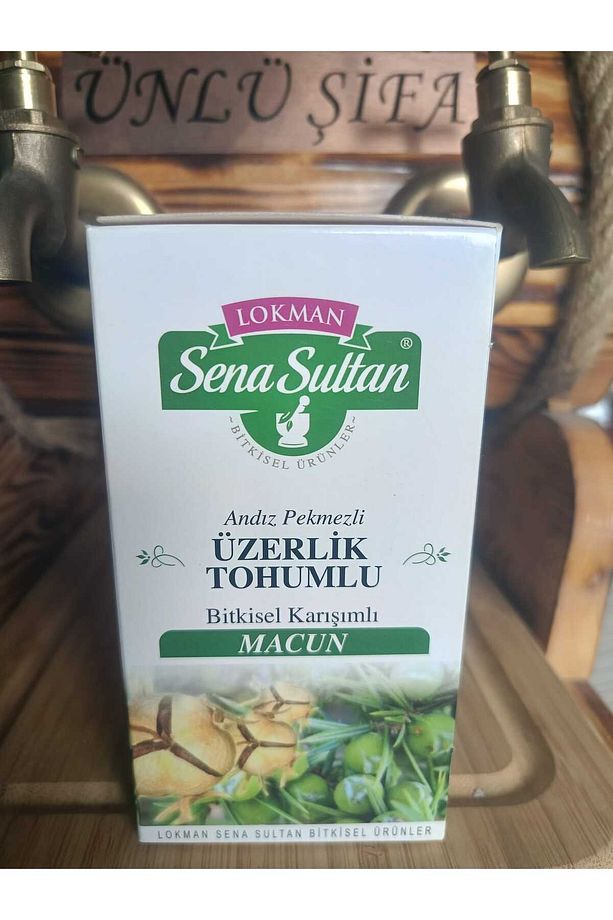 ÜNLÜ ŞİFA
LOKMAN
Sena Sultan ®
~BİTKİSEL ÜRÜNLER~
Andız Pekmezli
ÜZERLİK
TOHUMLU
Bitkisel Karışımlı
MACUN
LOKMAN SENA SULTAN BİTKİSEL ÜRÜNLER